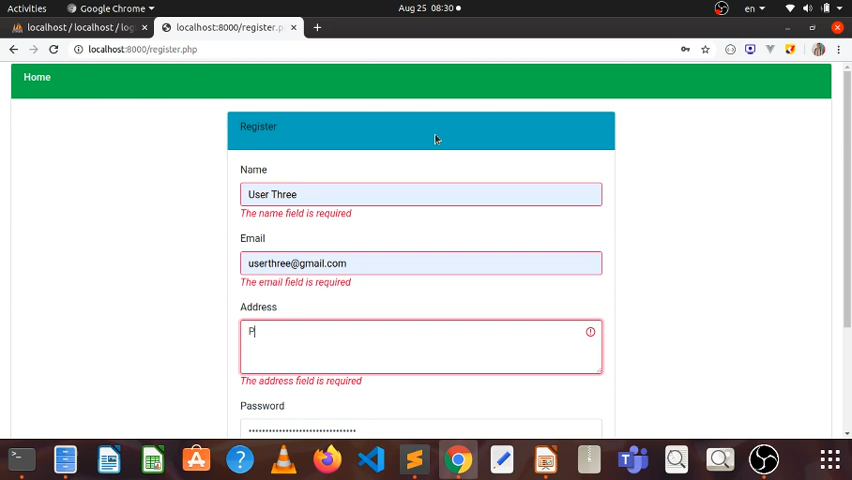 Activities Google Chrome Aug 25 08:30 en
localhost / localhost / log localhost:8000/register.p
localhost:8000/register.php
Home
Register
Name
User Three
The name field is required
Email
userthree@gmail.com
The email field is required
Address
P
The address field is required
Password